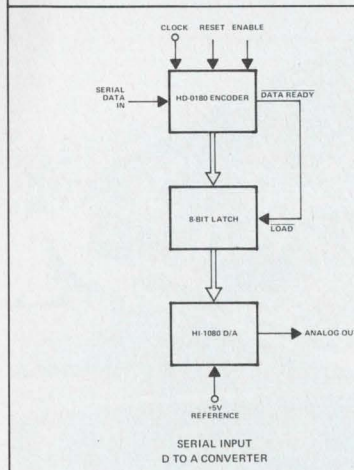 CLOCK RESET ENABLE
SERIAL
DATA
IN
HD-0180 ENCODER
DATA READY
8-BIT LATCH
LOAD
HI-1080 D/A
ANALOG OUT
+5V
REFERENCE
SERIAL INPUT
D TO A CONVERTER